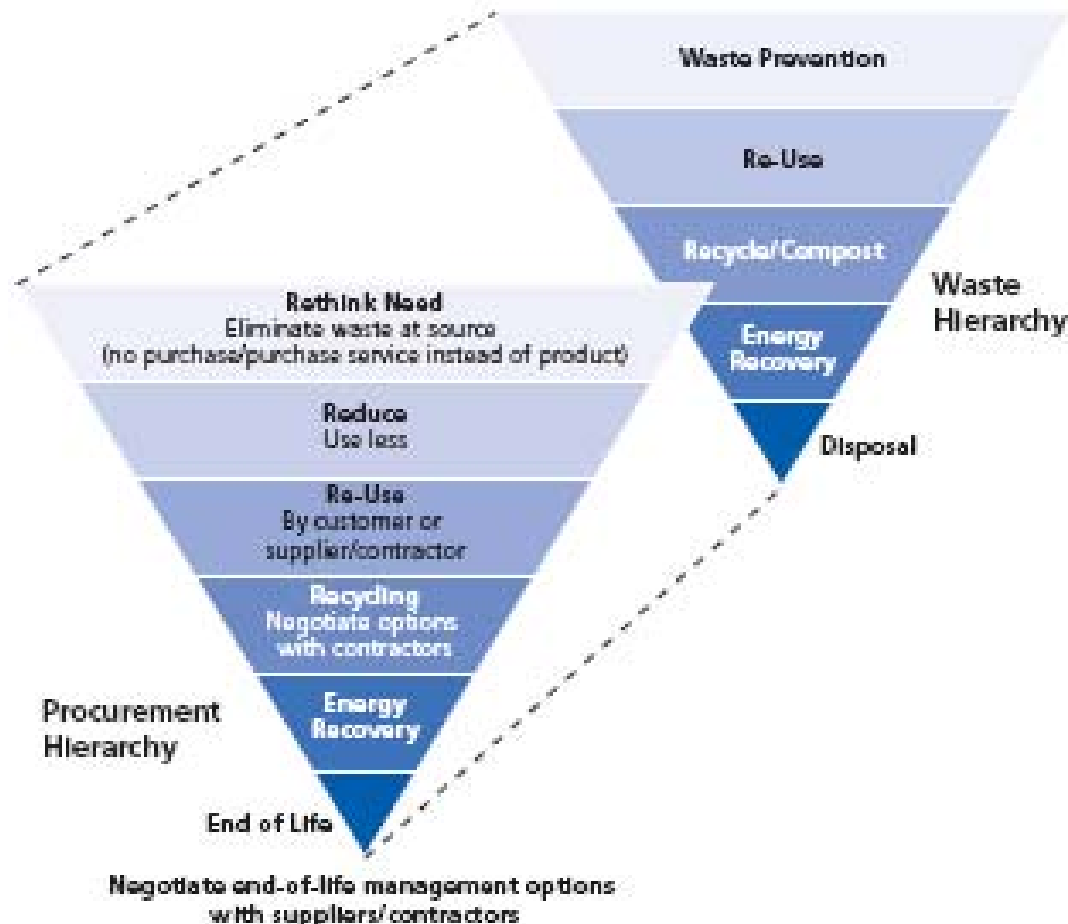 Waste Prevention
Re-Use
Recycle/Compost
Energy
Recovery
Disposal
Waste
Hierarchy
Rethink Need
Eliminate waste at source
(no purchase/purchase service instead of product)
Reduce
Use less
Re-Use
By customer or
supplier/contractor
Recycling
Negotiate options
with contractors
Energy
Recovery
Procurement
Hierarchy
End of Life
Negotiate end-of-life management options
with suppliers/contractors